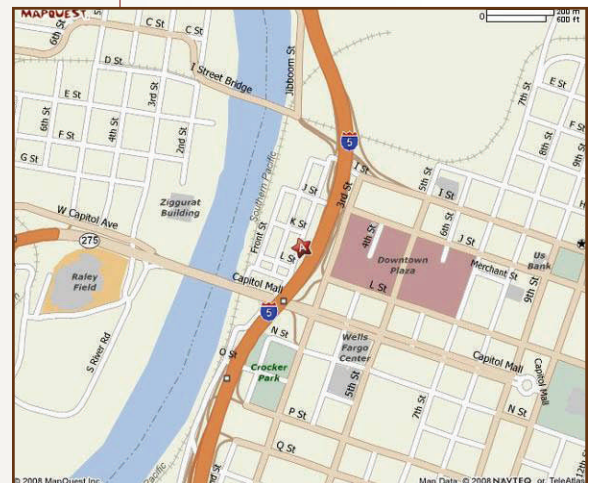 MAPQUEST
200 m
0
600 ft
6th St
C St
C St
D St
I Street Bridge
Jibboom St
E St
3rd St
6th St
4th St
F St
2nd St
G St
7th St
E St
F St
8th St
9th St
H
5
I St
5th St
I St
3rd St
J St
Southern Pacific
Ziggurat
Building
K St
Front St
A
L St
W Capitol Ave
275
Raley
Field
Capitol Mall
4th St
6th St
J St
Downtown
Plaza
Merchant St
Us
Bank
L St
9th St
5
N St
S River Rd
O St
Crocker
Park
Wells
Fargo
Center
5th St
Capitol Mall
Capitol Mall
7th St
N St
P St
Q St
12th St
Pacific
© 2008 MapQuest Inc
Map Data © 2008 NAVTEQ or TeleAtlas